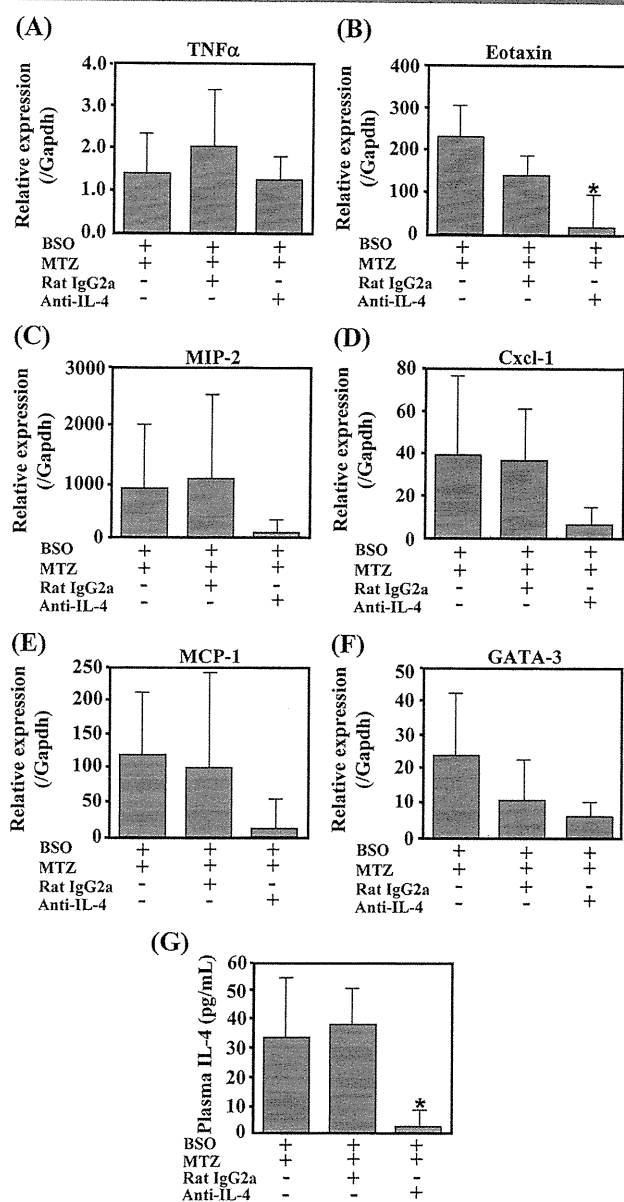 (A)
TNFα
Relative expression
(/Gapdh)
4.0
3.0
2.0
1.0
0.0
BSO + + +
MTZ + + +
Rat IgG2a - + -
Anti-IL-4 - - +
(B)
Eotaxin
Relative expression
(/Gapdh)
400
300
200
100
0
*
BSO + + +
MTZ + + +
Rat IgG2a - + -
Anti-IL-4 - - +
(C)
MIP-2
Relative expression
(/Gapdh)
3000
2000
1000
0
BSO + + +
MTZ + + +
Rat IgG2a - + -
Anti-IL-4 - - +
(D)
Cxcl-1
Relative expression
(/Gapdh)
80
60
40
20
0
BSO + + +
MTZ + + +
Rat IgG2a - + -
Anti-IL-4 - - +
(E)
MCP-1
Relative expression
(/Gapdh)
250
200
150
100
50
0
BSO + + +
MTZ + + +
Rat IgG2a - + -
Anti-IL-4 - - +
(F)
GATA-3
Relative expression
(/Gapdh)
50
40
30
20
10
0
BSO + + +
MTZ + + +
Rat IgG2a - + -
Anti-IL-4 - - +
(G)
Plasma IL-4 (pg/mL)
60
50
40
30
20
10
0
*
BSO + + +
MTZ + + +
Rat IgG2a - + -
Anti-IL-4 - - +